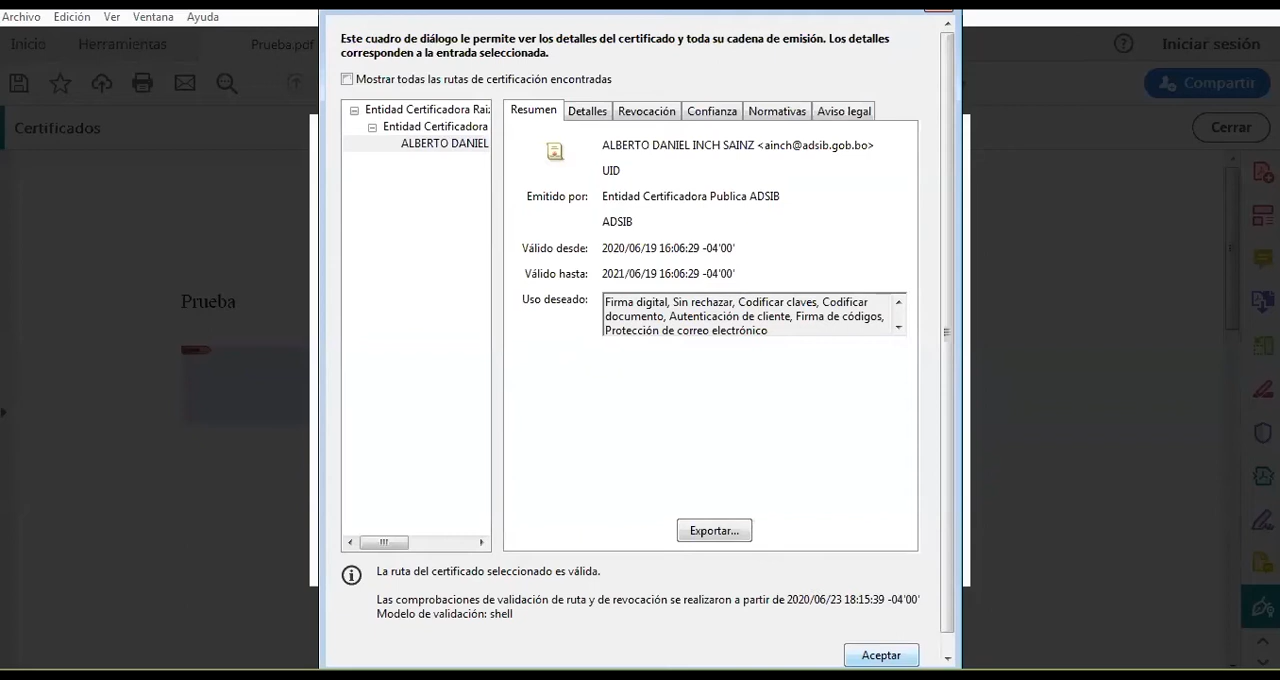 Archivo Edición Ver Ventana Ayuda
Inicio Herramientas Prueba.pdf Iniciar sesión
Compartir
Certificados Cerrar
Prueba
Este cuadro de diálogo le permite ver los detalles del certificado y toda su cadena de emisión. Los detalles
corresponden a la entrada seleccionada.
Mostrar todas las rutas de certificación encontradas
Entidad Certificadora Raiz
Entidad Certificadora
ALBERTO DANIEL
Resumen Detalles Revocación Confianza Normativas Aviso legal
ALBERTO DANIEL INCH SAINZ <ainch@adsib.gob.bo>
UID
Emitido por: Entidad Certificadora Publica ADSIB
ADSIB
Válido desde: 2020/06/19 16:06:29 -04'00'
Válido hasta: 2021/06/19 16:06:29 -04'00'
Uso deseado: Firma digital, Sin rechazar, Codificar claves, Codificar
documento, Autenticación de cliente, Firma de códigos,
Protección de correo electrónico
Exportar...
La ruta del certificado seleccionado es válida.
Las comprobaciones de validación de ruta y de revocación se realizaron a partir de 2020/06/23 18:15:39 -04'00'
Modelo de validación: shell
Aceptar